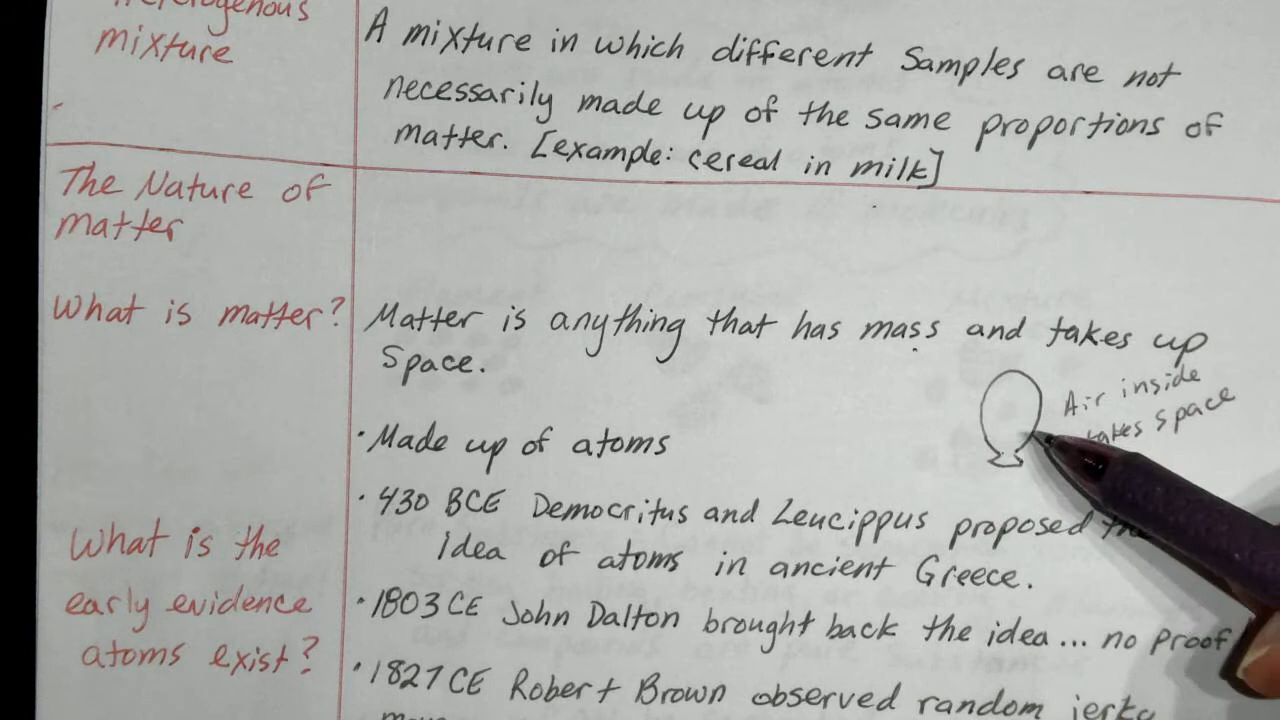 Heterogenous
mixture
A mixture in which different Samples are not
necessarily made up of the same proportions of
matter. [example: cereal in milk]
The Nature of
matter
What is matter?
Matter is anything that has mass and takes up
Space.
Air inside
takes space
• Made up of atoms
• 430 BCE Democritus and Leucippus proposed the
idea of atoms in ancient Greece.
What is the
early evidence
atoms exist?
• 1803 CE John Dalton brought back the idea... no proof
• 1827 CE Robert Brown observed random jerky